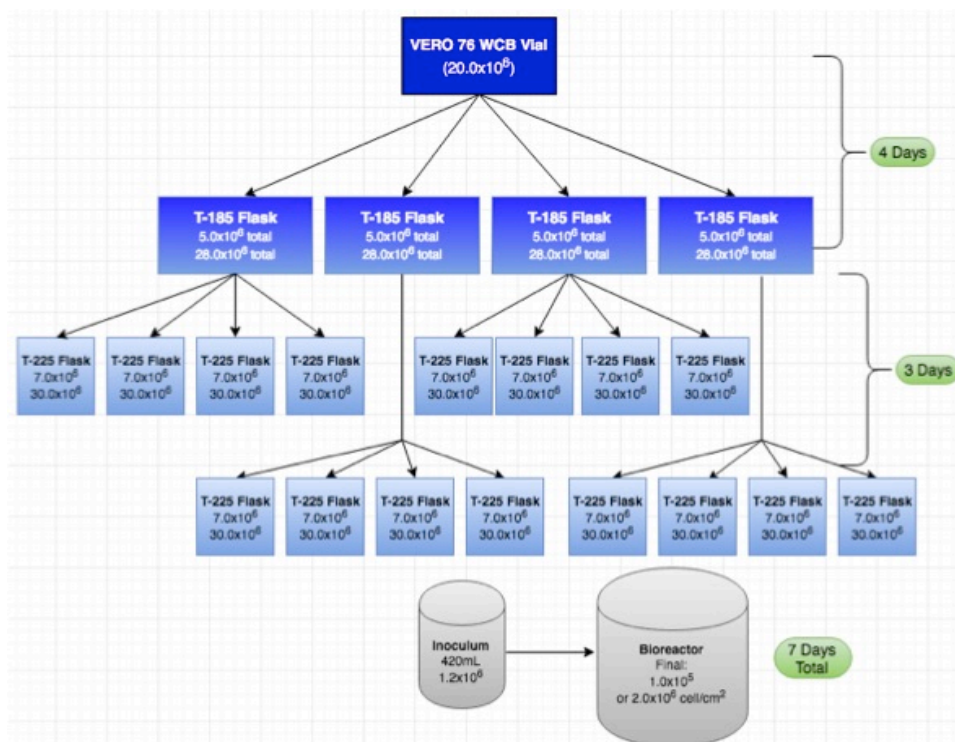 VERO 76 WCB Vial
(20.0x10⁶)
4 Days
T-185 Flask
5.0x10⁶ total
28.0x10⁶ total
T-185 Flask
5.0x10⁶ total
28.0x10⁶ total
T-185 Flask
5.0x10⁶ total
28.0x10⁶ total
T-185 Flask
5.0x10⁶ total
28.0x10⁶ total
T-225 Flask
7.0x10⁶
30.0x10⁶
T-225 Flask
7.0x10⁶
30.0x10⁶
T-225 Flask
7.0x10⁶
30.0x10⁶
T-225 Flask
7.0x10⁶
30.0x10⁶
T-225 Flask
7.0x10⁶
30.0x10⁶
T-225 Flask
7.0x10⁶
30.0x10⁶
T-225 Flask
7.0x10⁶
30.0x10⁶
T-225 Flask
7.0x10⁶
30.0x10⁶
3 Days
T-225 Flask
7.0x10⁶
30.0x10⁶
T-225 Flask
7.0x10⁶
30.0x10⁶
T-225 Flask
7.0x10⁶
30.0x10⁶
T-225 Flask
7.0x10⁶
30.0x10⁶
T-225 Flask
7.0x10⁶
30.0x10⁶
T-225 Flask
7.0x10⁶
30.0x10⁶
T-225 Flask
7.0x10⁶
30.0x10⁶
T-225 Flask
7.0x10⁶
30.0x10⁶
Inoculum
420mL
1.2x10⁶
Bioreactor
Final:
1.0x10⁵
or 2.0x10⁶ cell/cm²
7 Days
Total